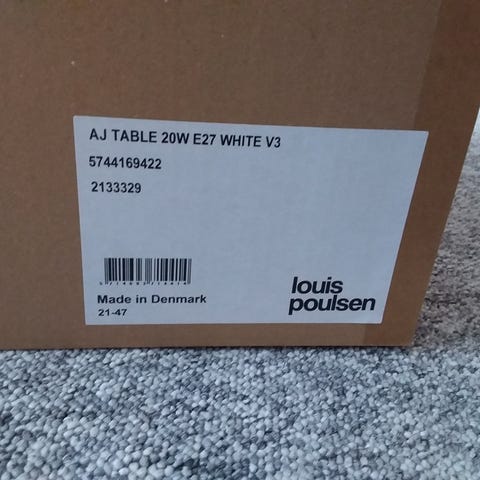 AJ TABLE 20W E27 WHITE V3
5744169422
2133329
Made in Denmark
21-47
louis
poulsen